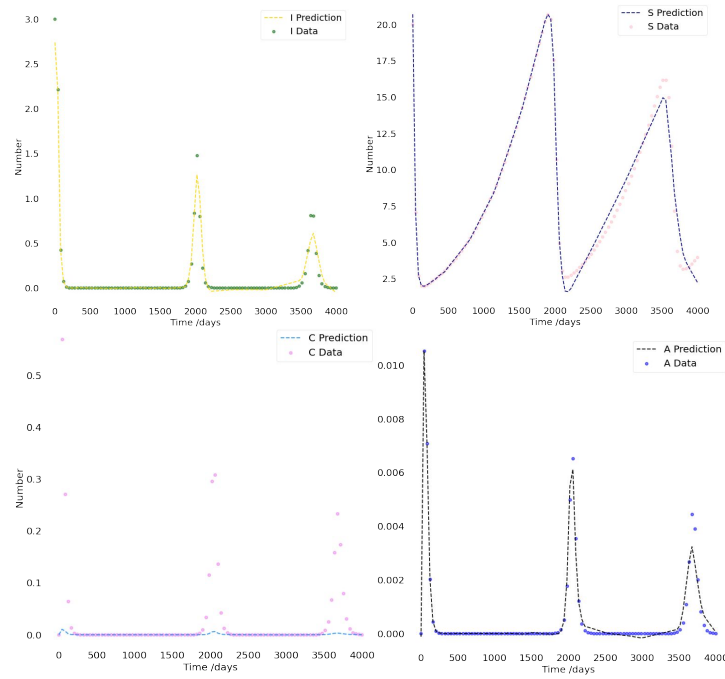 3.0
2.5
2.0
1.5
1.0
0.5
0.0
Number
I Prediction
I Data
0 500 1000 1500 2000 2500 3000 3500 4000
Time /days
20.0
17.5
15.0
12.5
10.0
7.5
5.0
2.5
Number
S Prediction
S Data
0 500 1000 1500 2000 2500 3000 3500 4000
Time /days
0.5
0.4
0.3
0.2
0.1
0.0
Number
C Prediction
C Data
0 500 1000 1500 2000 2500 3000 3500 4000
Time /days
0.010
0.008
0.006
0.004
0.002
0.000
Number
A Prediction
A Data
0 500 1000 1500 2000 2500 3000 3500 4000
Time /days